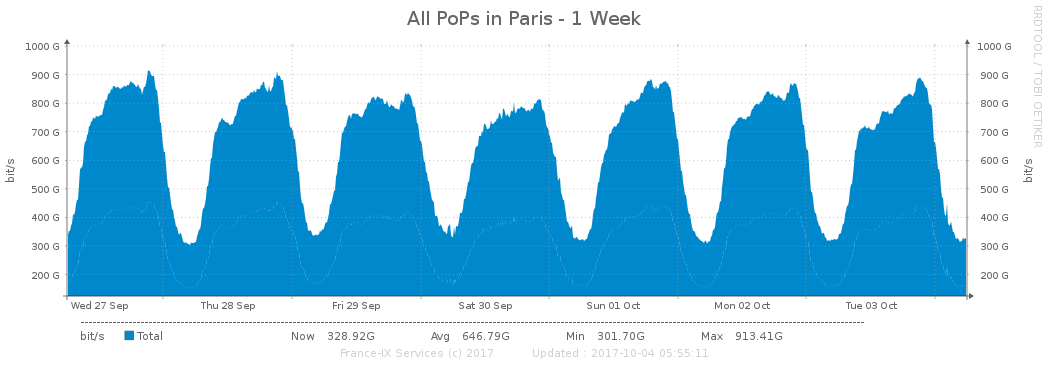 All PoPs in Paris - 1 Week
RRDTOOL / TOBI OETIKER
1000 G 1000 G
900 G 900 G
800 G 800 G
700 G 700 G
600 G 600 G
500 G 500 G
400 G 400 G
300 G 300 G
200 G 200 G
bit/s bit/s
Wed 27 Sep Thu 28 Sep Fri 29 Sep Sat 30 Sep Sun 01 Oct Mon 02 Oct Tue 03 Oct
bit/s Total Now 328.92G Avg 646.79G Min 301.70G Max 913.41G
France-IX Services (c) 2017 Updated : 2017-10-04 05:55:11